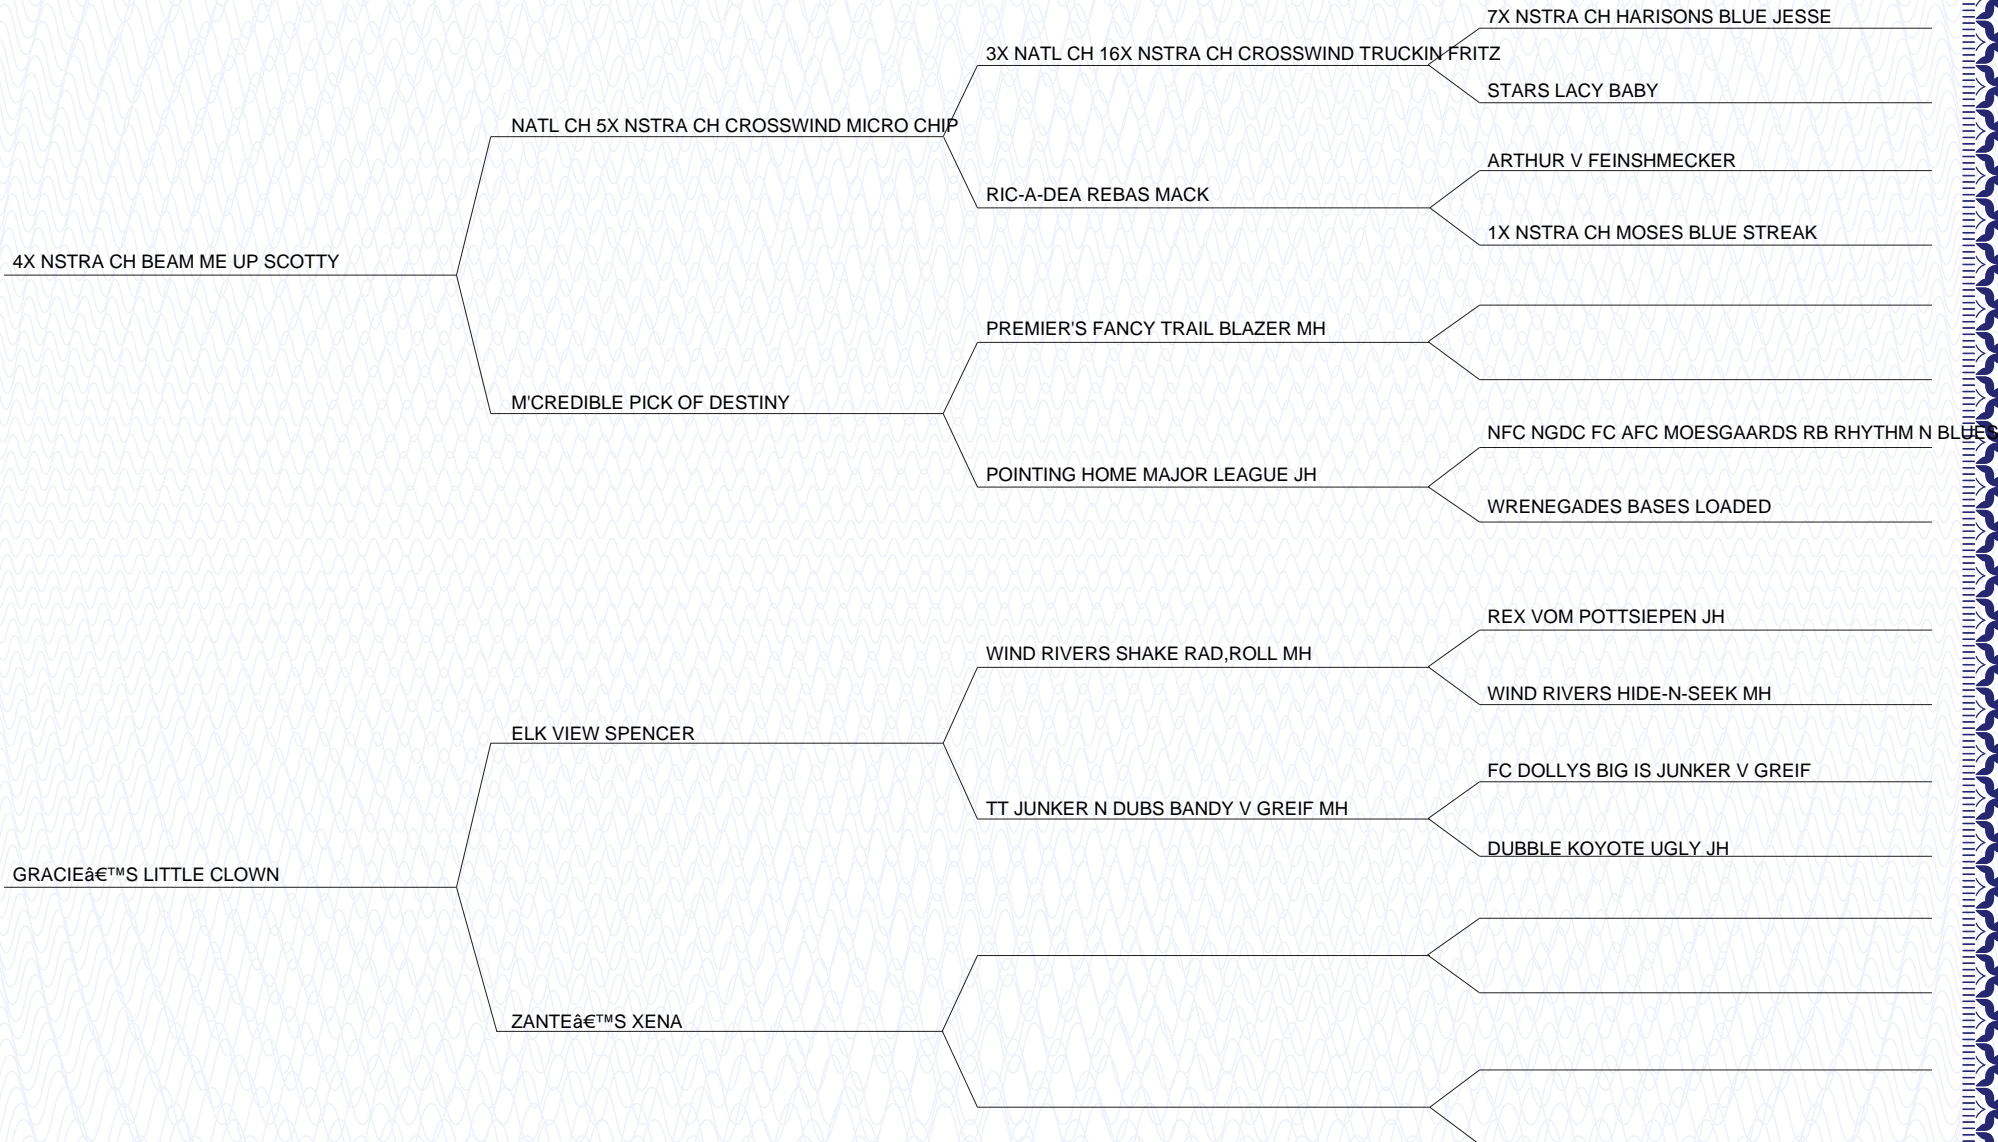 7X NSTRA CH HARISONS BLUE JESSE
3X NATL CH 16X NSTRA CH CROSSWIND TRUCKIN FRITZ
STARS LACY BABY
NATL CH 5X NSTRA CH CROSSWIND MICRO CHIP
ARTHUR V FEINSHMECKER
RIC-A-DEA REBAS MACK
1X NSTRA CH MOSES BLUE STREAK
4X NSTRA CH BEAM ME UP SCOTTY
PREMIER'S FANCY TRAIL BLAZER MH
M'CREDIBLE PICK OF DESTINY
NFC NGDC FC AFC MOESGAARDS RB RHYTHM N BLUES
POINTING HOME MAJOR LEAGUE JH
WRENEGADES BASES LOADED
REX VOM POTTSIEPEN JH
WIND RIVERS SHAKE RAD,ROLL MH
WIND RIVERS HIDE-N-SEEK MH
ELK VIEW SPENCER
FC DOLLYS BIG IS JUNKER V GREIF
TT JUNKER N DUBS BANDY V GREIF MH
DUBBLE KOYOTE UGLY JH
GRACIEâ€™S LITTLE CLOWN
ZANTEâ€™S XENA